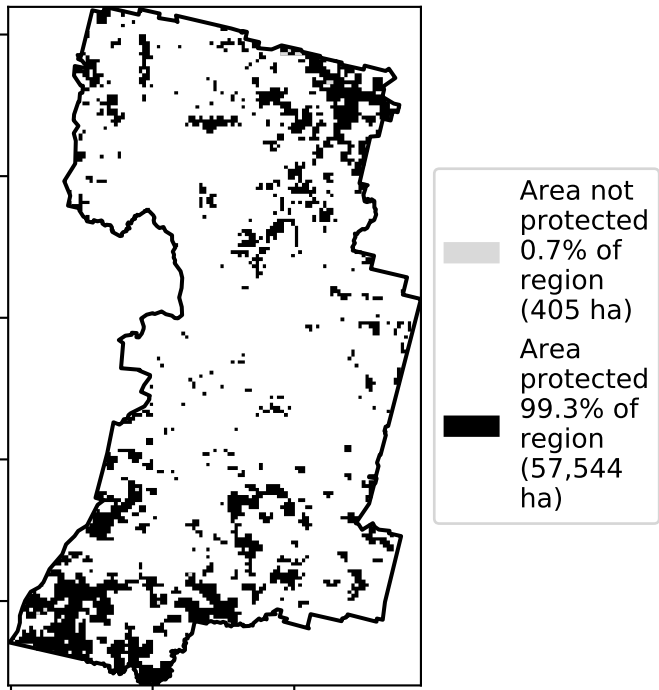 Area not
protected
0.7% of
region
(405 ha)
Area
protected
99.3% of
region
(57,544
ha)